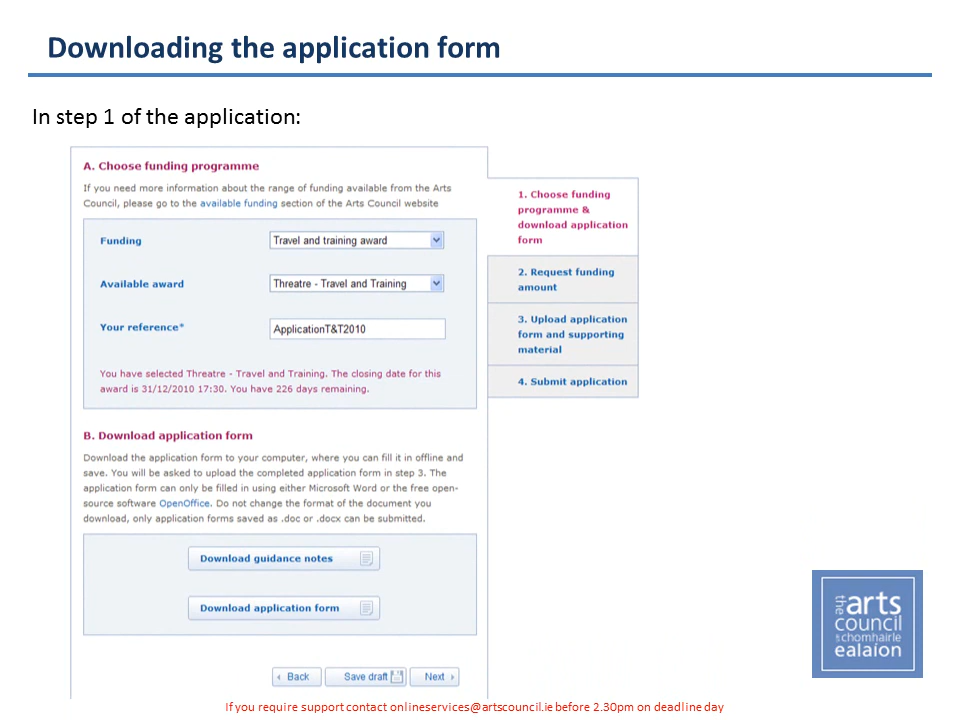 Downloading the application form
In step 1 of the application:
A. Choose funding programme
If you need more information about the range of funding available from the Arts
Council, please go to the available funding section of the Arts Council website
Funding
Travel and training award
Available award
Threatre - Travel and Training
Your reference*
ApplicationT&T2010
You have selected Threatre - Travel and Training. The closing date for this
award is 31/12/2010 17:30. You have 226 days remaining.
B. Download application form
Download the application form to your computer, where you can fill it in offline and
save. You will be asked to upload the completed application form in step 3. The
application form can only be filled in using either Microsoft Word or the free open-
source software OpenOffice. Do not change the format of the document you
download, only application forms saved as .doc or .docx can be submitted.
Download guidance notes
Download application form
Back
Save draft
Next
1. Choose funding
programme &
download application
form
2. Request funding
amount
3. Upload application
form and supporting
material
4. Submit application
the arts
council
an chomhairle
ealaíon
If you require support contact onlineservices@artscouncil.ie before 2.30pm on deadline day